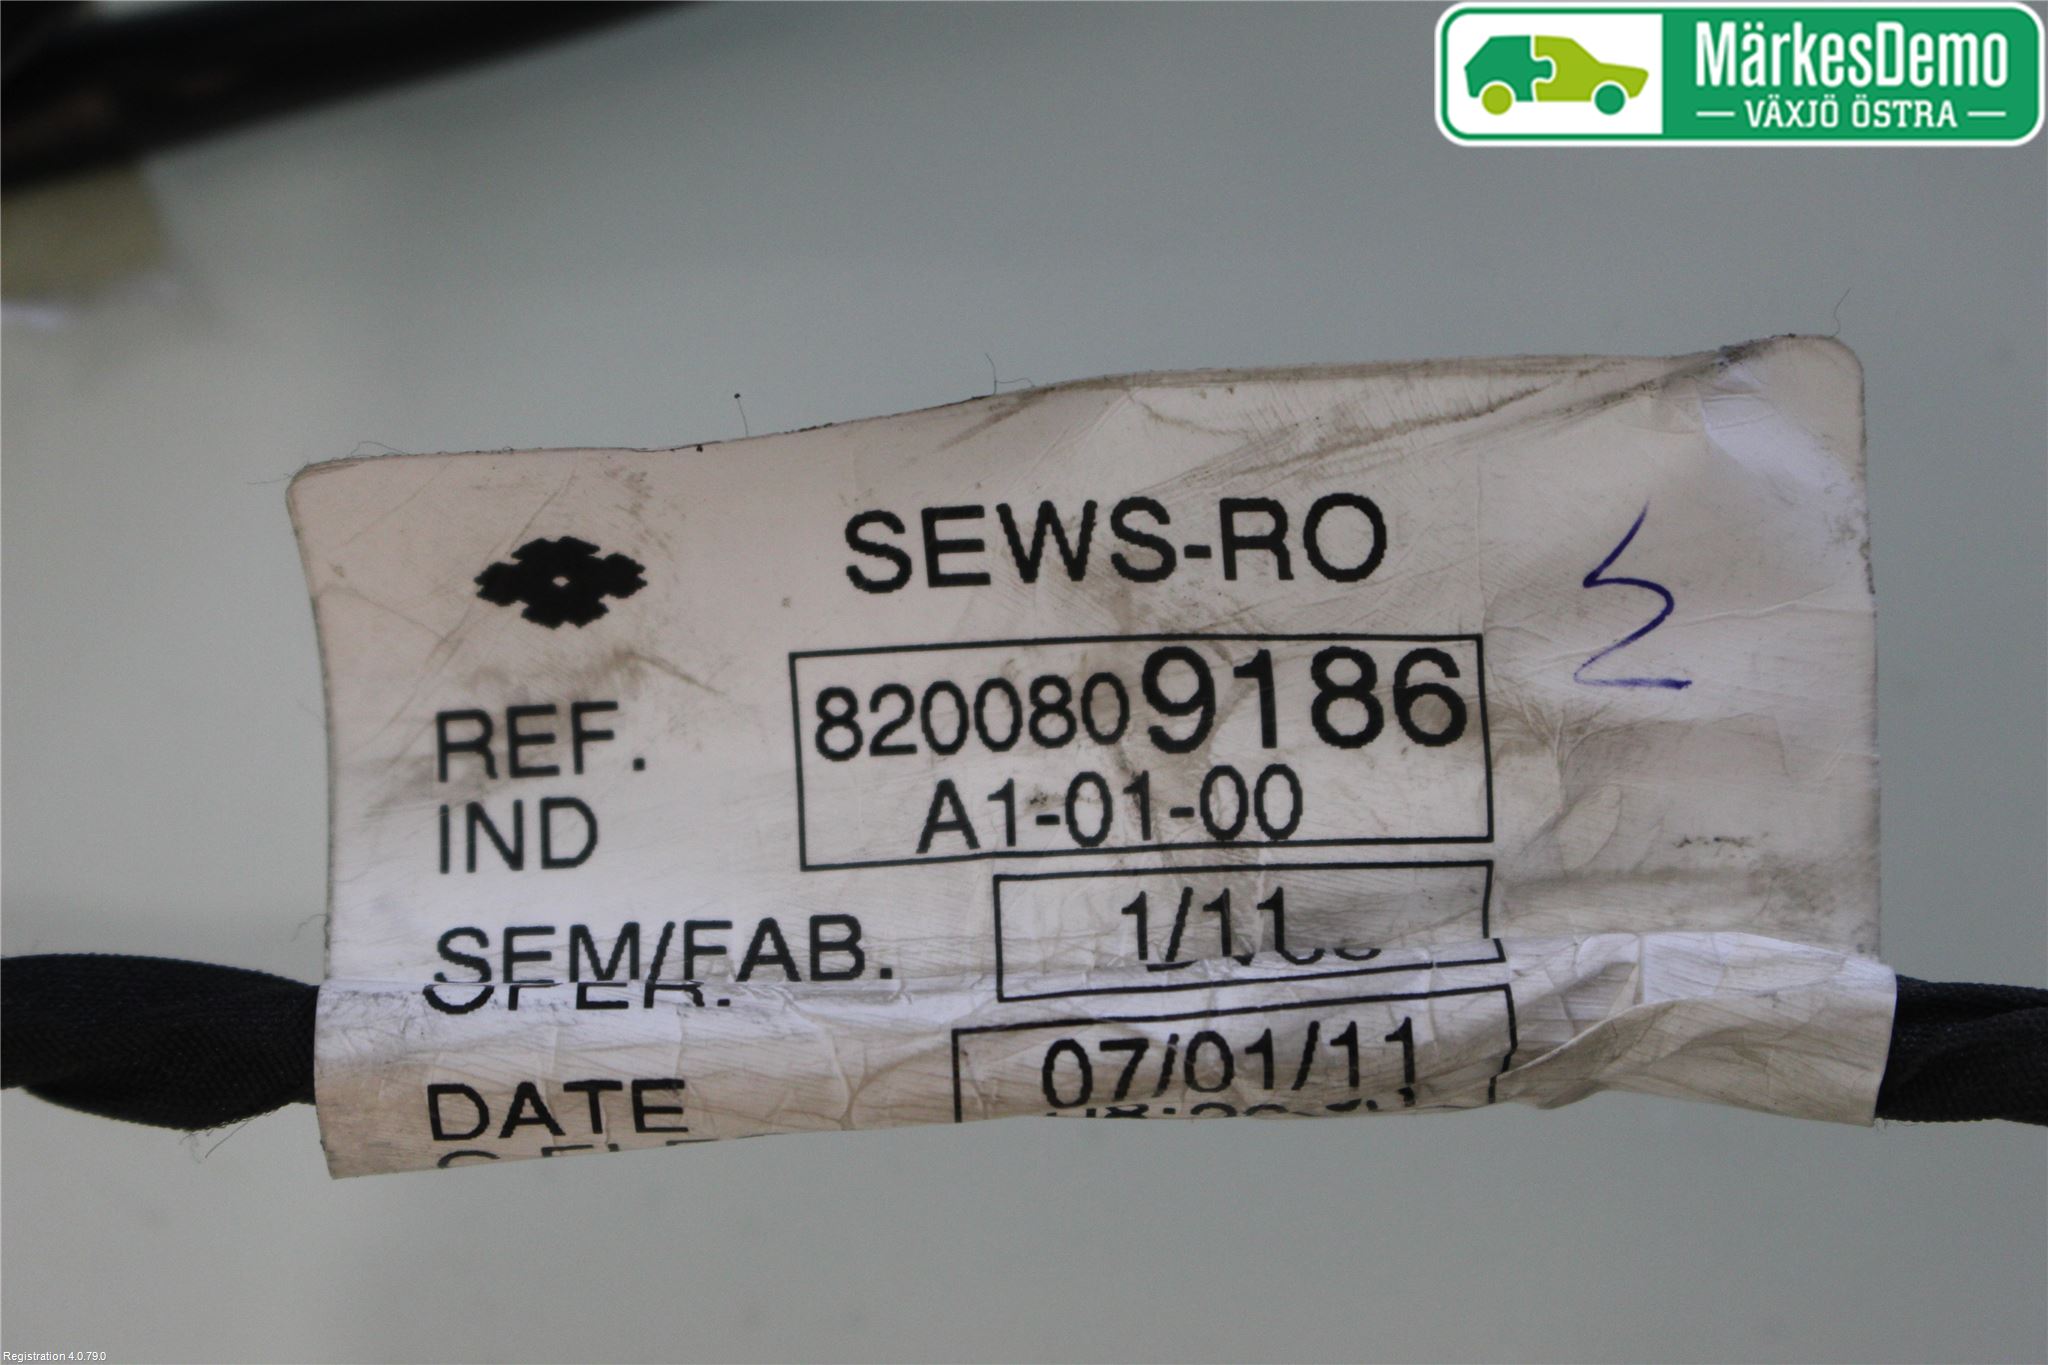 MärkesDemo
VÄXJÖ ÖSTRA
SEWS-RO
REF. 8200809186
IND A1-01-00
SEM/FAB. 1/11
OPER.
DATE 07/01/11
Registration 4.0.79.0